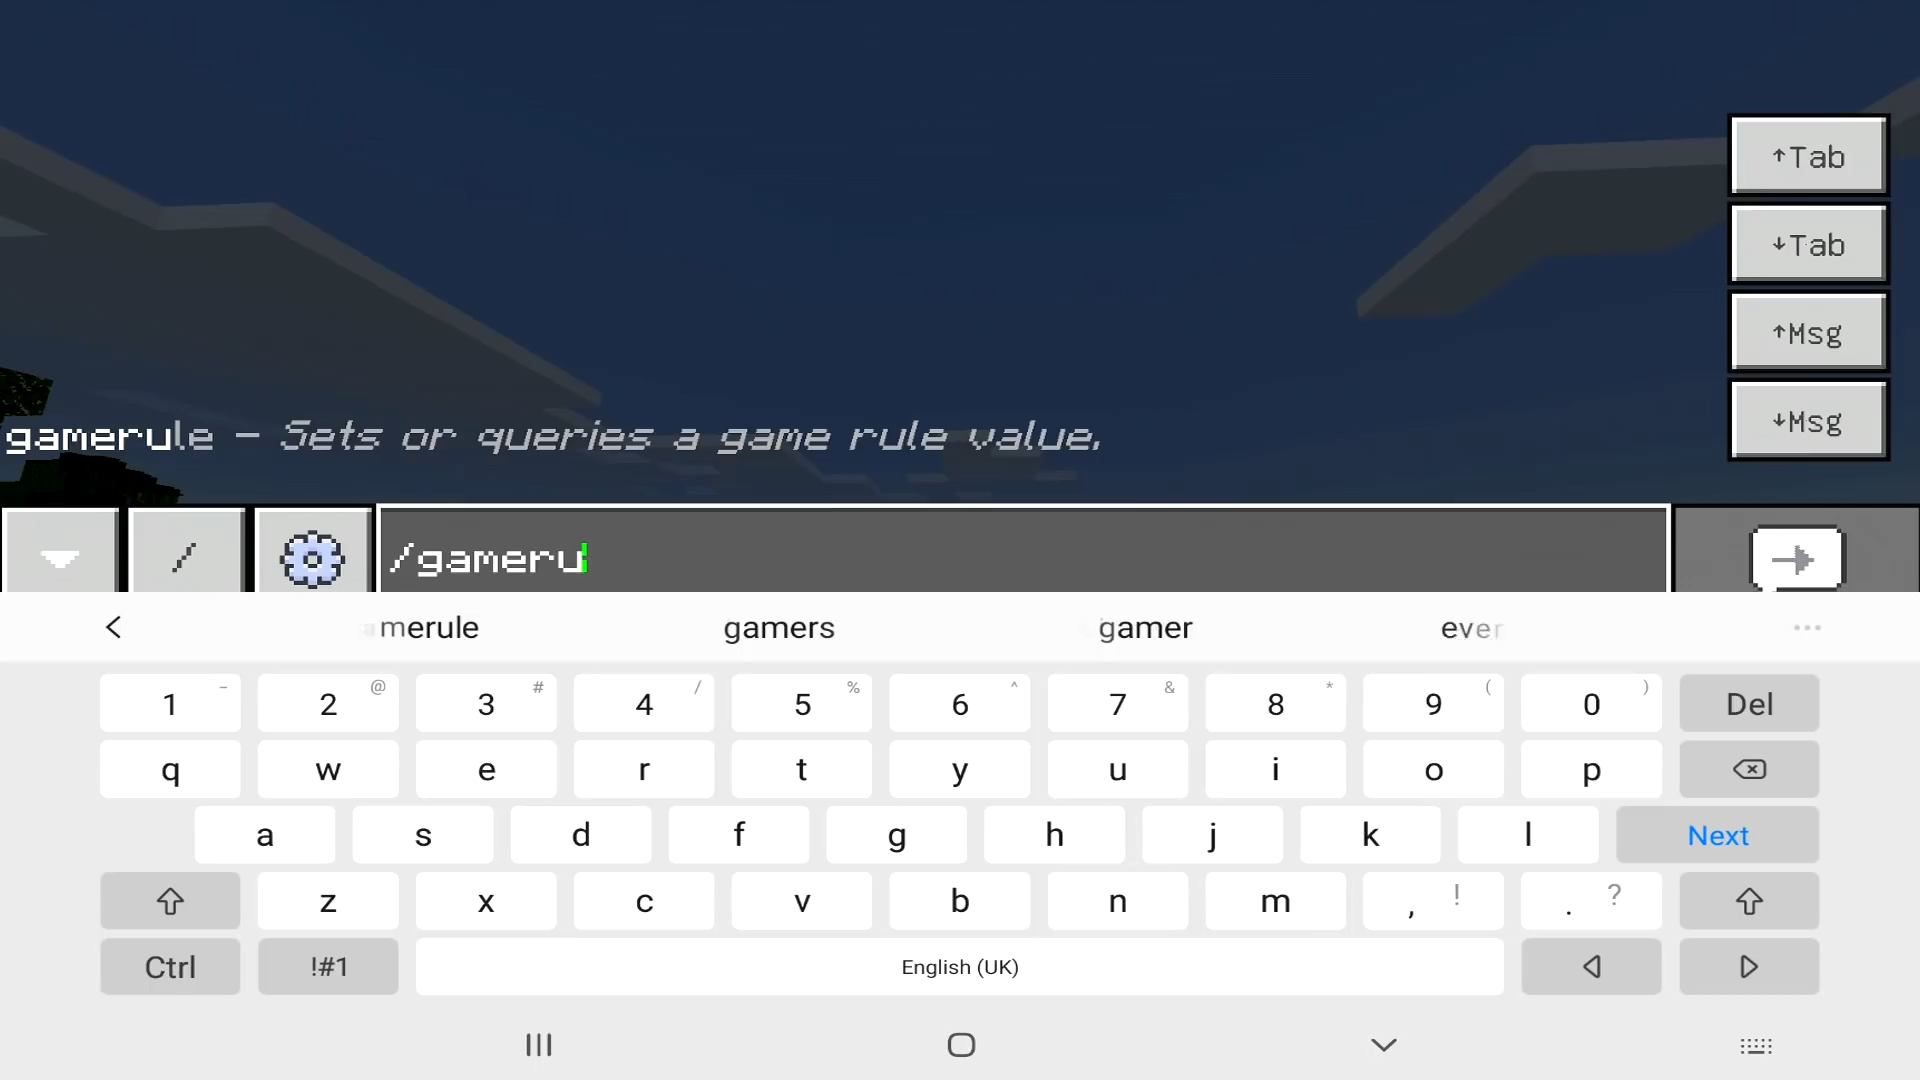 ↑Tab
↓Tab
↑Msg
↓Msg
gamerule - Sets or queries a game rule value.
/
/gameru
amerule gamers gamer ever
1 - 2 @ 3 # 4 / 5 % 6 ^ 7 & 8 * 9 ( 0 ) Del
q w e r t y u i o p
a s d f g h j k l Next
z x c v b n m , ! . ?
Ctrl !#1 English (UK)